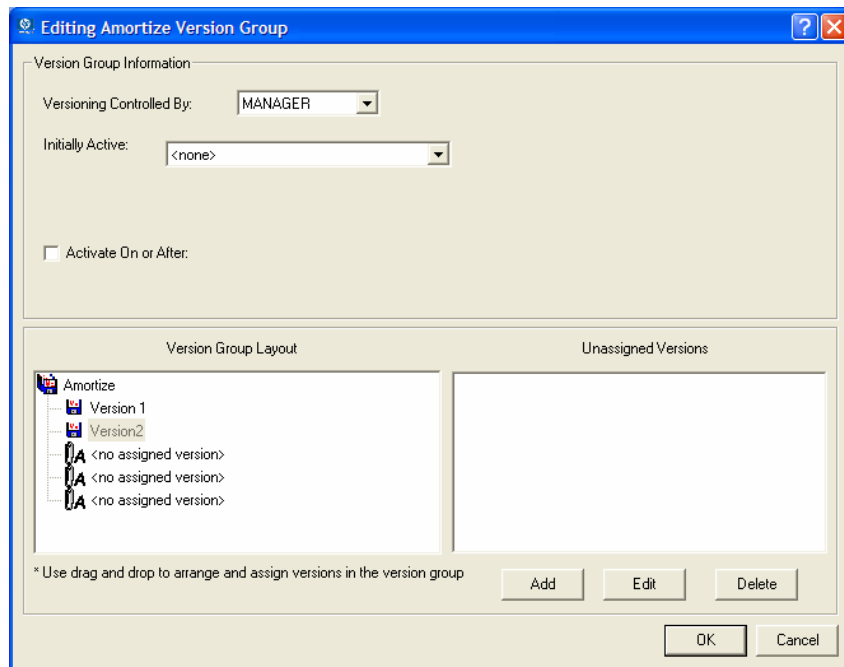 Editing Amortize Version Group
Version Group Information
Versioning Controlled By: MANAGER
Initially Active: <none>
Activate On or After:
Version Group Layout
Unassigned Versions
Amortize
Version 1
Version2
<no assigned version>
<no assigned version>
<no assigned version>
* Use drag and drop to arrange and assign versions in the version group
Add Edit Delete
OK Cancel